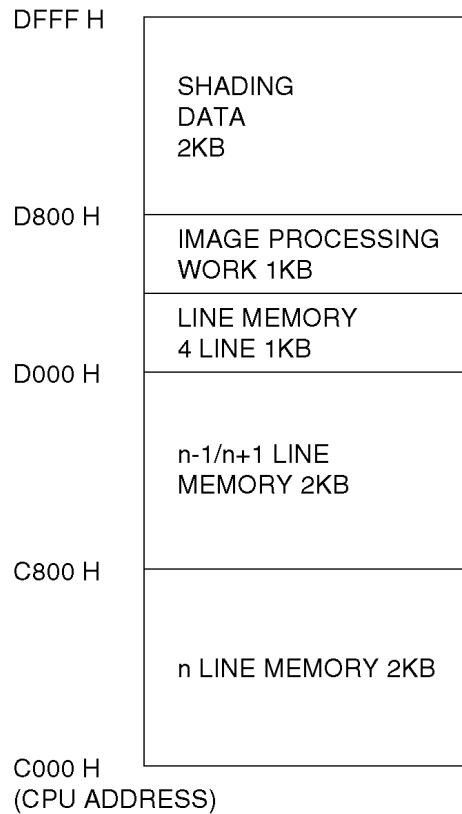 DFFF H
SHADING
DATA
2KB
D800 H
IMAGE PROCESSING
WORK 1KB
LINE MEMORY
4 LINE 1KB
D000 H
n-1/n+1 LINE
MEMORY 2KB
C800 H
n LINE MEMORY 2KB
C000 H
(CPU ADDRESS)